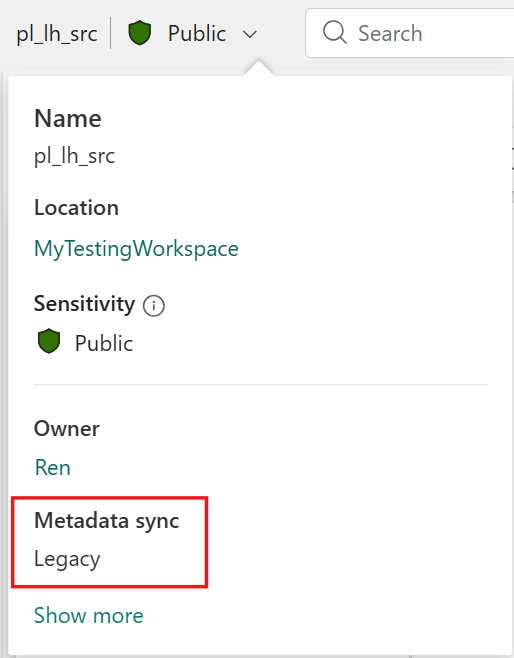 pl_lh_src Public Search
Name
pl_lh_src
Location
MyTestingWorkspace
Sensitivity
Public
Owner
Ren
Metadata sync
Legacy
Show more